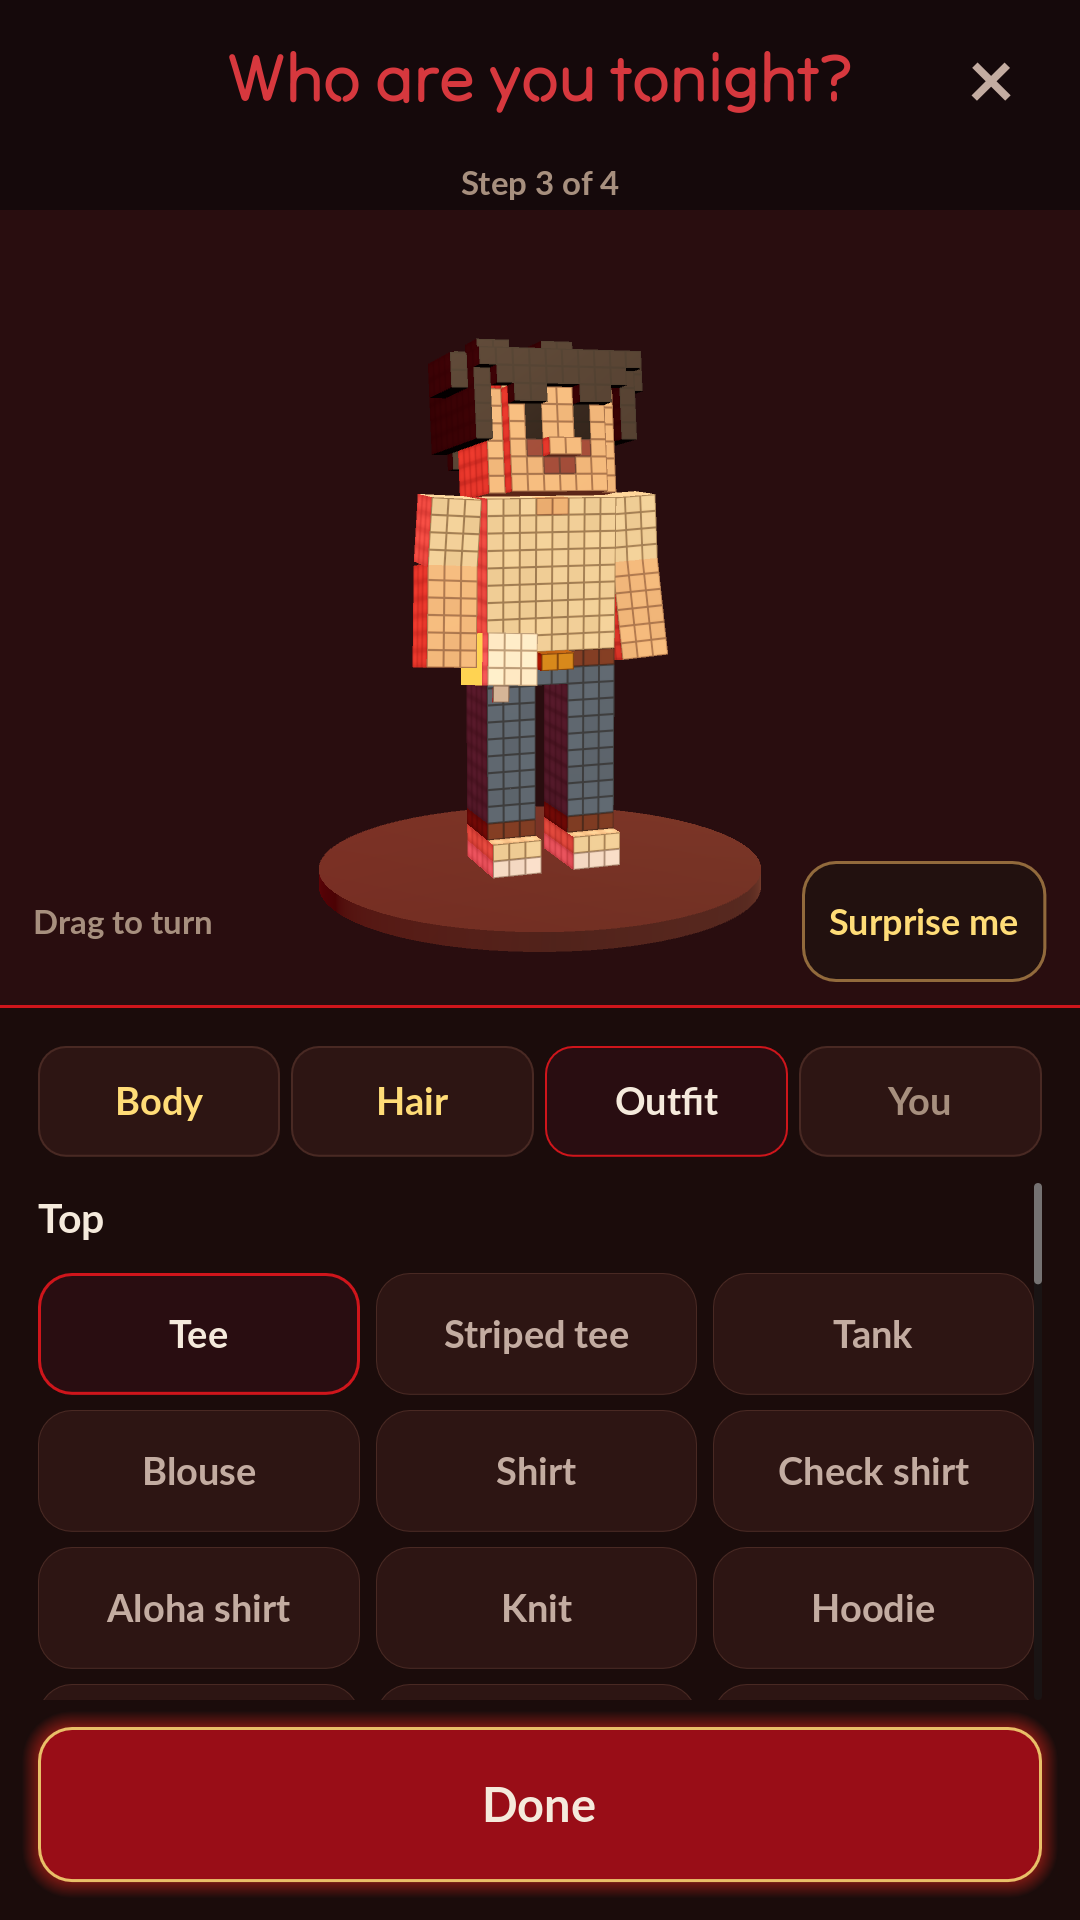 Who are you tonight?
Step 3 of 4
Drag to turn
Surprise me
Body
Hair
Outfit
You
Top
Tee
Striped tee
Tank
Blouse
Shirt
Check shirt
Aloha shirt
Knit
Hoodie
Done